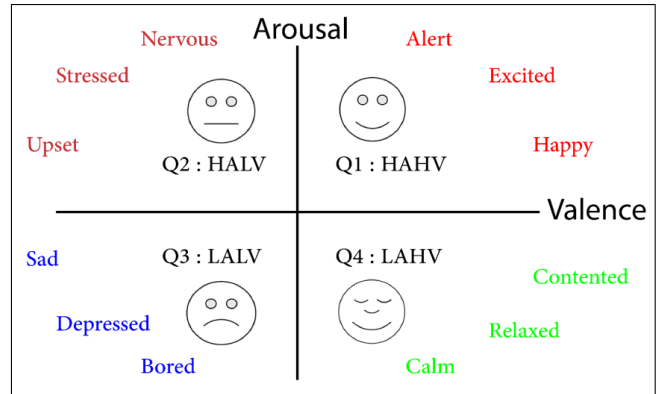 Nervous
Arousal
Alert
Stressed
Excited
Upset
Happy
Q2 : HALV
Q1 : HAHV
Valence
Sad
Q3 : LALV
Q4 : LAHV
Contented
Depressed
Relaxed
Bored
Calm